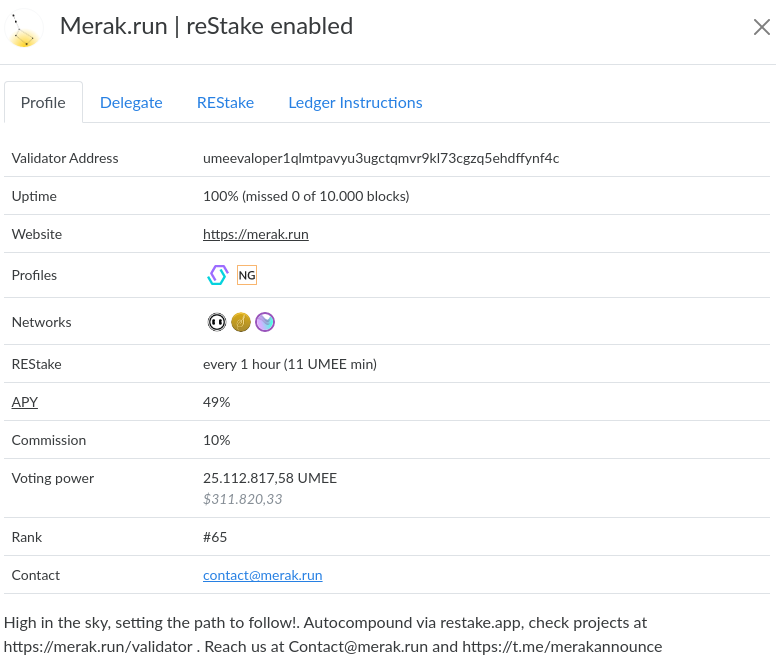 Merak.run | reStake enabled
Profile Delegate REStake Ledger Instructions
Validator Address umeevaloper1qlmtpavyu3ugctqmvr9kl73cgzq5ehdffynf4c
Uptime 100% (missed 0 of 10.000 blocks)
Website https://merak.run
Profiles NG
Networks
REStake every 1 hour (11 UMEE min)
APY 49%
Commission 10%
Voting power 25.112.817,58 UMEE
$311.820,33
Rank #65
Contact contact@merak.run
High in the sky, setting the path to follow!. Autocompound via restake.app, check projects at
https://merak.run/validator . Reach us at Contact@merak.run and https://t.me/merakannounce